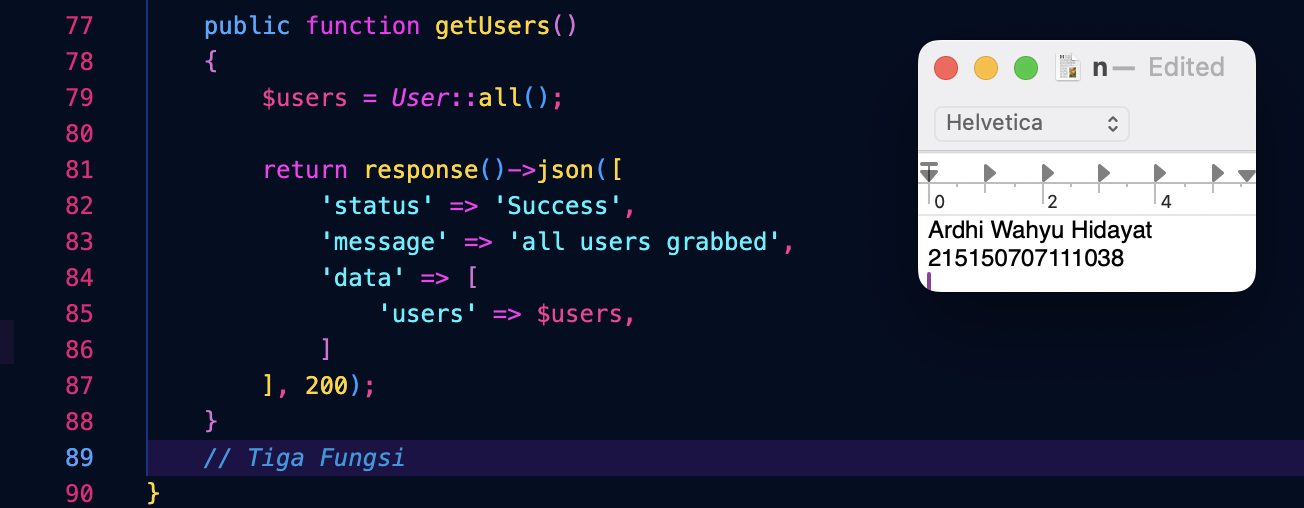 77    public function getUsers()
78    {
79        $users = User::all();
80
81        return response()->json([
82            'status' => 'Success',
83            'message' => 'all users grabbed',
84            'data' => [
85                'users' => $users,
86            ]
87        ], 200);
88    }
89    // Tiga Fungsi
90 }
n — Edited
Helvetica
0 2 4
Ardhi Wahyu Hidayat
215150707111038